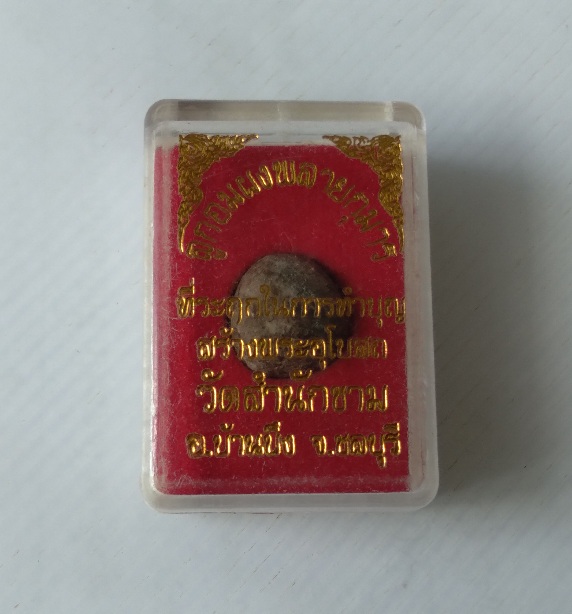 ลูกอมผงพลายกุมาร
ที่ระฤกในการทำบุญ
สร้างพระอุโบสถ
วัดสำนักซาม
อ.บ้านบึง จ.ชลบุรี